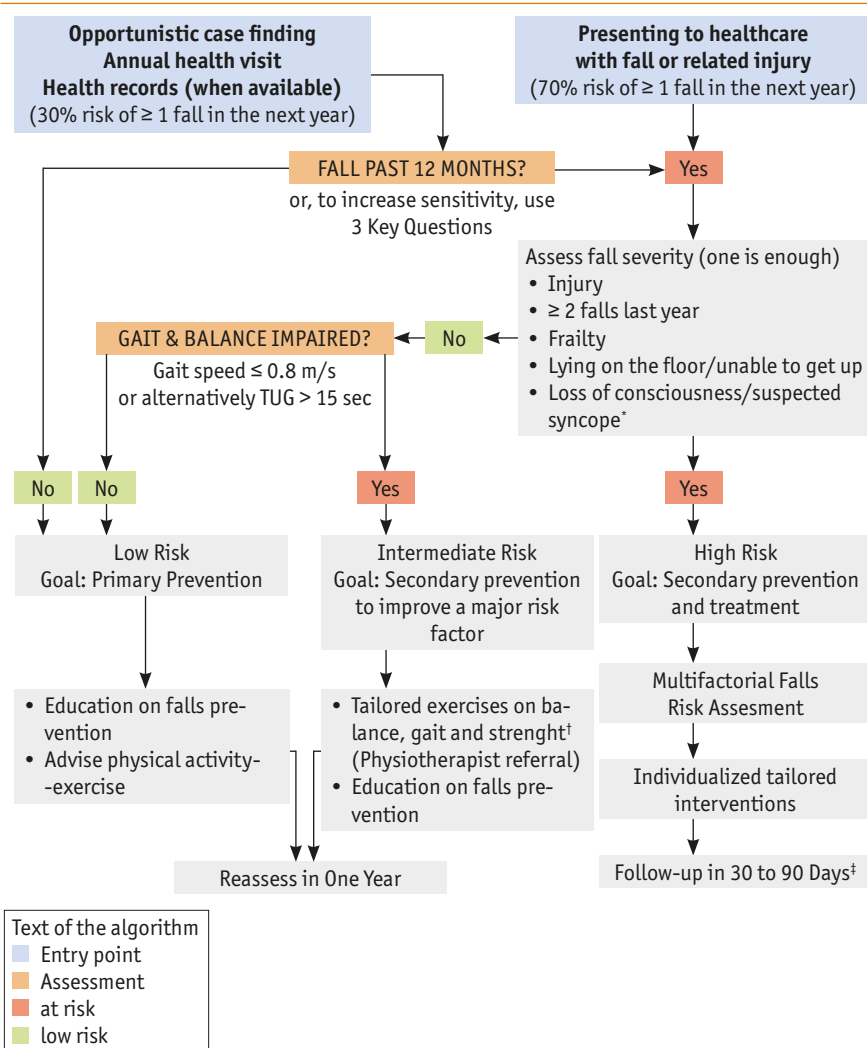 Opportunistic case finding
Annual health visit
Health records (when available)
(30% risk of ≥ 1 fall in the next year)
Presenting to healthcare
with fall or related injury
(70% risk of ≥ 1 fall in the next year)
FALL PAST 12 MONTHS?
Yes
or, to increase sensitivity, use
3 Key Questions
Assess fall severity (one is enough)
• Injury
• ≥ 2 falls last year
• Frailty
• Lying on the floor/unable to get up
• Loss of consciousness/suspected
syncope*
GAIT & BALANCE IMPAIRED?
No
Gait speed ≤ 0.8 m/s
or alternatively TUG > 15 sec
No
No
Yes
Yes
Low Risk
Goal: Primary Prevention
Intermediate Risk
Goal: Secondary prevention
to improve a major risk
factor
High Risk
Goal: Secondary prevention
and treatment
• Education on falls pre-
vention
• Advise physical activity-
-exercise
• Tailored exercises on ba-
lance, gait and strenght†
(Physiotherapist referral)
• Education on falls pre-
vention
Multifactorial Falls
Risk Assesment
Individualized tailored
interventions
Reassess in One Year
Follow-up in 30 to 90 Days‡
Text of the algorithm
Entry point
Assessment
at risk
low risk